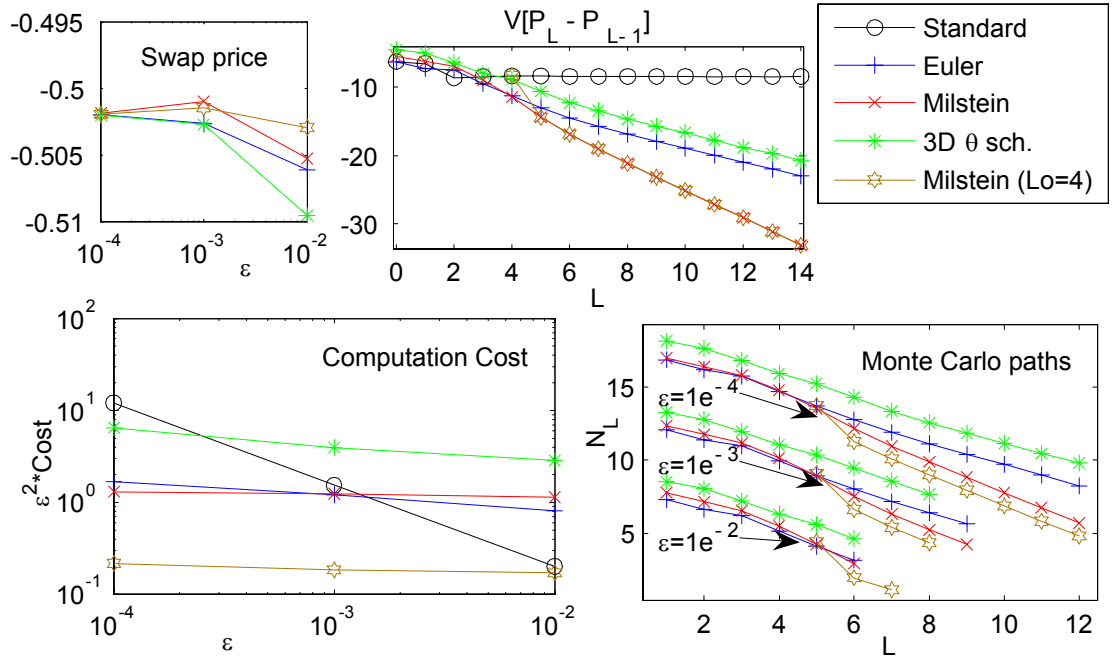 Swap price
-0.495
-0.5
-0.505
-0.51
10^-4
10^-3
10^-2
ε
V[P_L - P_L-1]
-10
-20
-30
0
2
4
6
8
10
12
14
L
Standard
Euler
Milstein
3D θ sch.
Milstein (Lo=4)
Computation Cost
ε^2*Cost
10^2
10^1
10^0
10^-1
10^-4
10^-3
10^-2
ε
Monte Carlo paths
N_L
15
10
5
ε=1e^-4
ε=1e^-3
ε=1e^-2
2
4
6
8
10
12
L